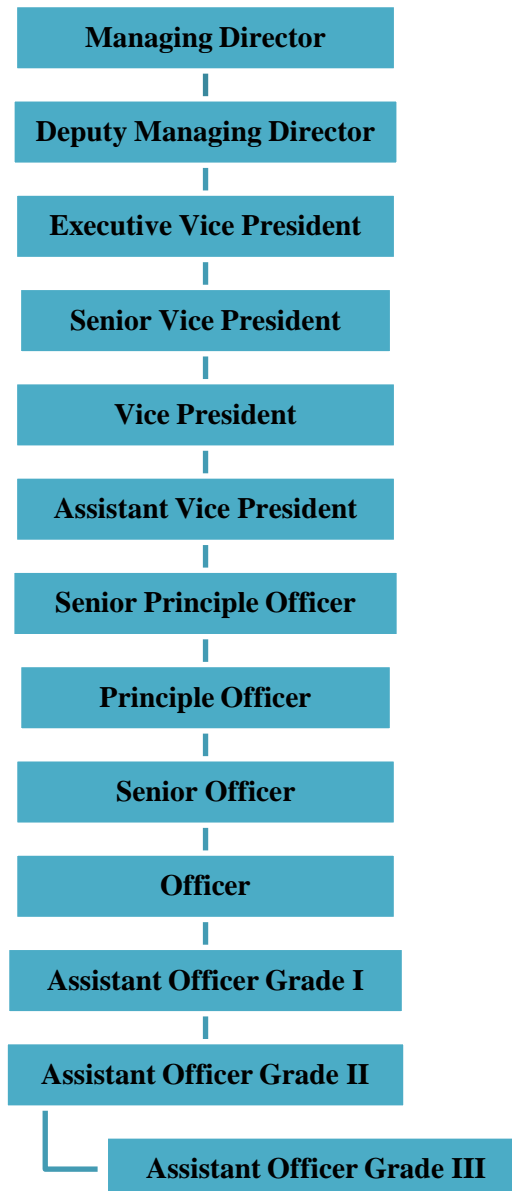 Managing Director
Deputy Managing Director
Executive Vice President
Senior Vice President
Vice President
Assistant Vice President
Senior Principle Officer
Principle Officer
Senior Officer
Officer
Assistant Officer Grade I
Assistant Officer Grade II
Assistant Officer Grade III